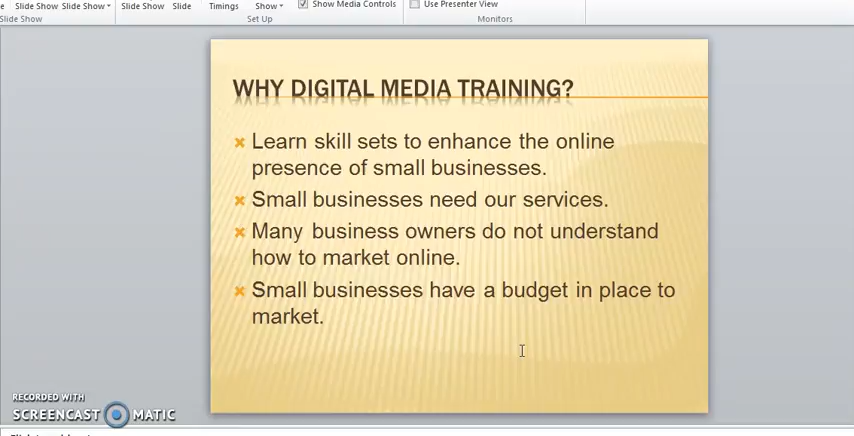 Slide Show Slide Show Slide Show Slide Timings Show Show Media Controls Use Presenter View
Slide Show Set Up Monitors
WHY DIGITAL MEDIA TRAINING?
Learn skill sets to enhance the online
presence of small businesses.
Small businesses need our services.
Many business owners do not understand
how to market online.
Small businesses have a budget in place to
market.
RECORDED WITH
SCREENCAST MATIC